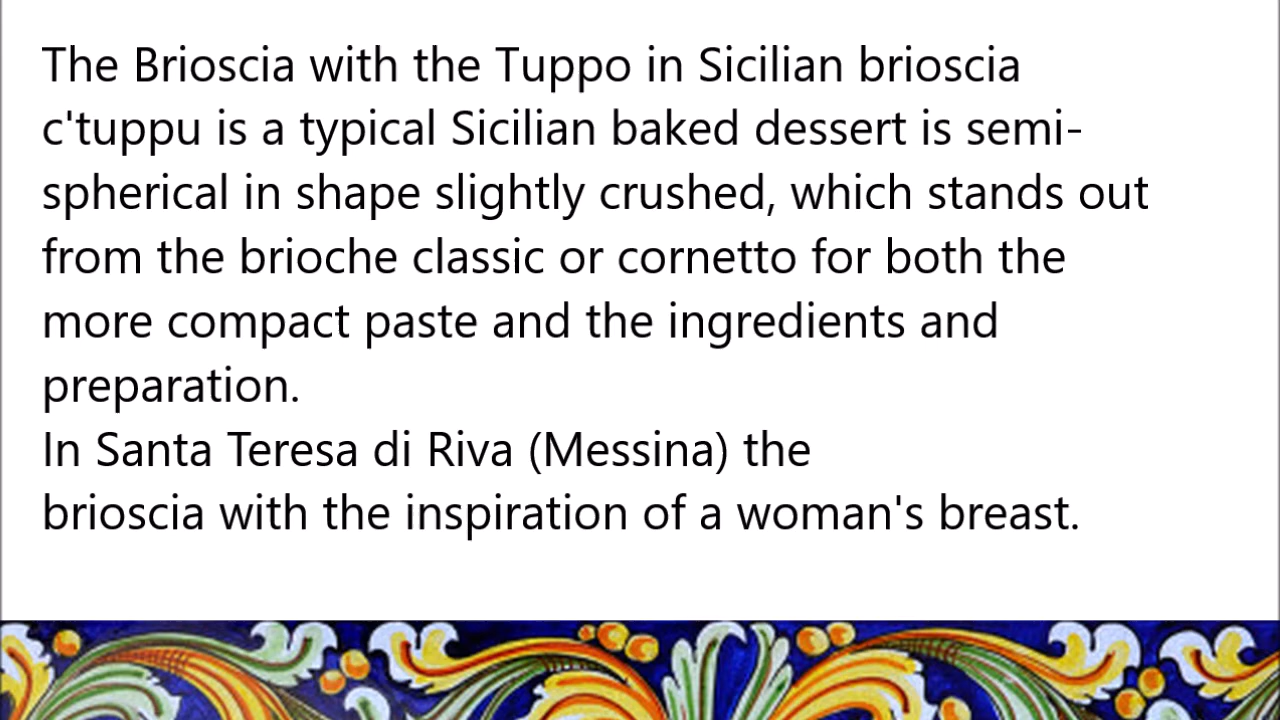 The Brioscia with the Tuppo in Sicilian brioscia
c'tuppu is a typical Sicilian baked dessert is semi-
spherical in shape slightly crushed, which stands out
from the brioche classic or cornetto for both the
more compact paste and the ingredients and
preparation.
In Santa Teresa di Riva (Messina) the
brioscia with the inspiration of a woman's breast.